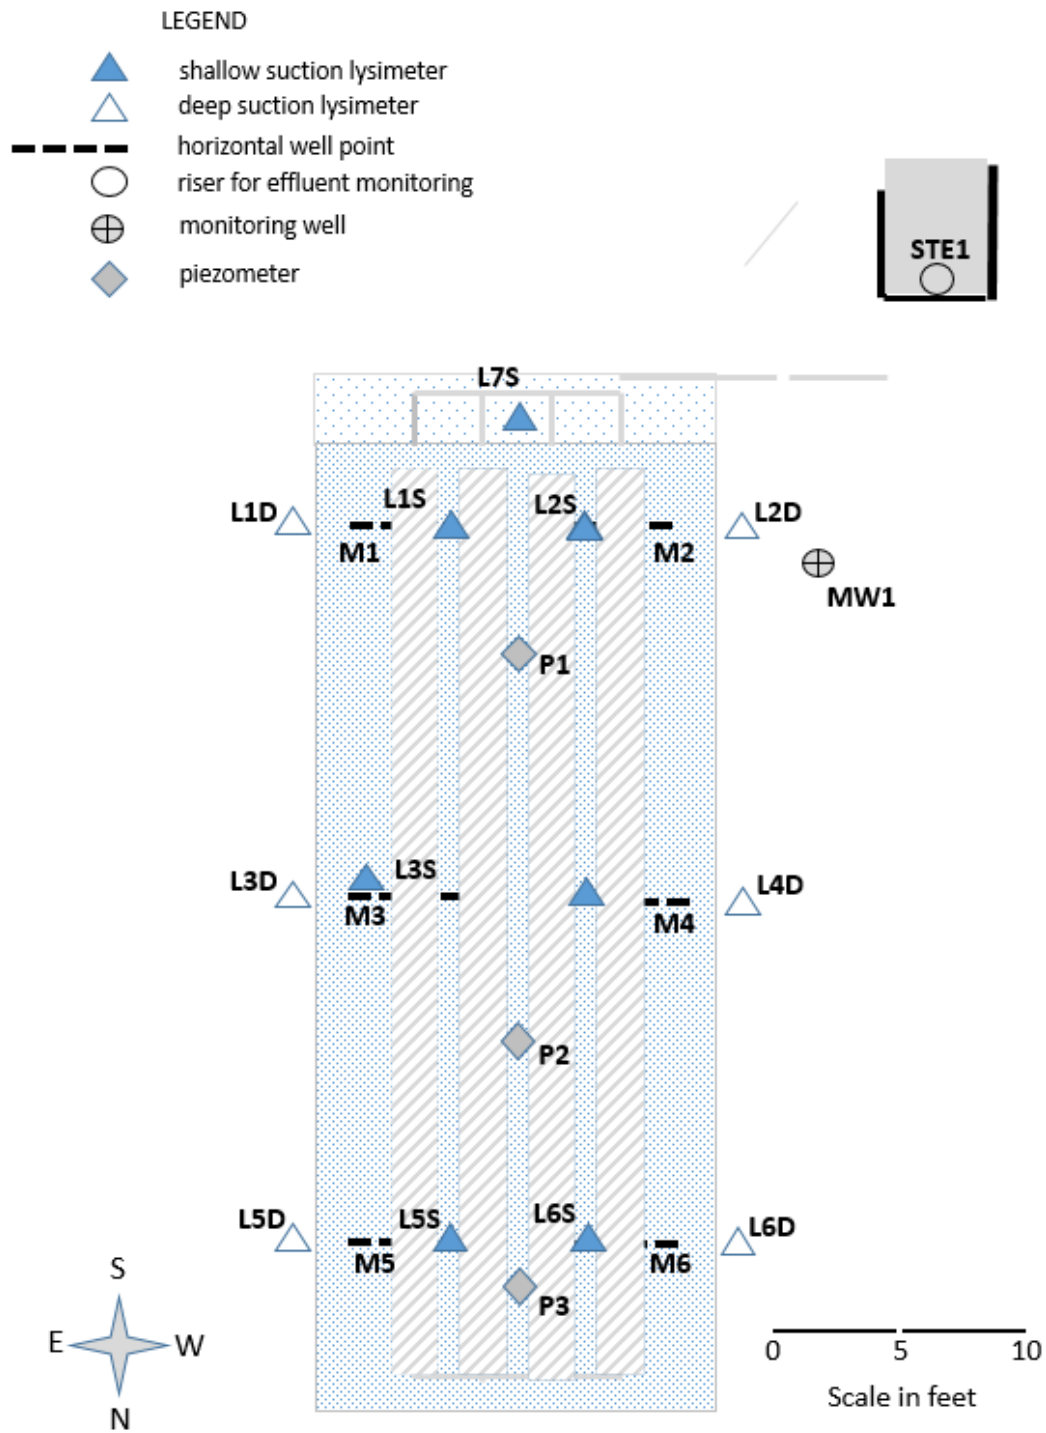 LEGEND
shallow suction lysimeter
deep suction lysimeter
horizontal well point
riser for effluent monitoring
monitoring well
piezometer
STE1
L7S
L1D
L1S
L2S
L2D
M1
M2
MW1
P1
L3D
L3S
L4D
M3
M4
P2
L5D
L5S
L6S
L6D
M5
M6
P3
S
E W
N
0 5 10
Scale in feet